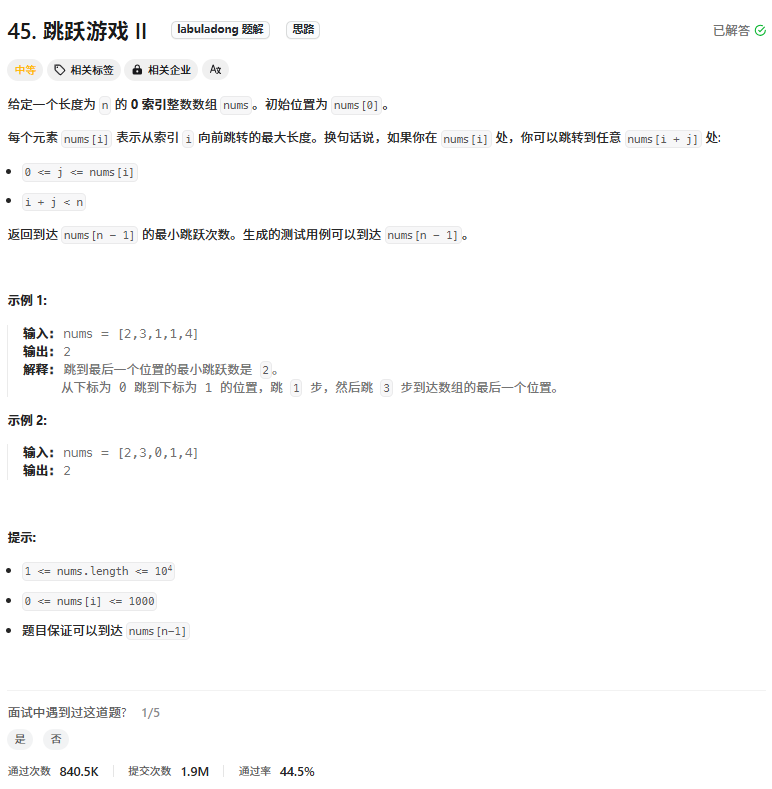 45. 跳跃游戏 II labuladong 题解 思路 已解答
中等 相关标签 相关企业 Aʏ
给定一个长度为 n 的 0 索引整数数组 nums。初始位置为 nums[0]。
每个元素 nums[i] 表示从索引 i 向前跳转的最大长度。换句话说，如果你在 nums[i] 处，你可以跳转到任意 nums[i + j] 处:
0 <= j <= nums[i]
i + j < n
返回到达 nums[n - 1] 的最小跳跃次数。生成的测试用例可以到达 nums[n - 1]。
示例 1:
输入: nums = [2,3,1,1,4]
输出: 2
解释: 跳到最后一个位置的最小跳跃数是 2。
从下标为 0 跳到下标为 1 的位置，跳 1 步，然后跳 3 步到达数组的最后一个位置。
示例 2:
输入: nums = [2,3,0,1,4]
输出: 2
提示:
1 <= nums.length <= 10⁴
0 <= nums[i] <= 1000
题目保证可以到达 nums[n-1]
面试中遇到过这道题? 1/5
是 否
通过次数 840.5K 提交次数 1.9M 通过率 44.5%